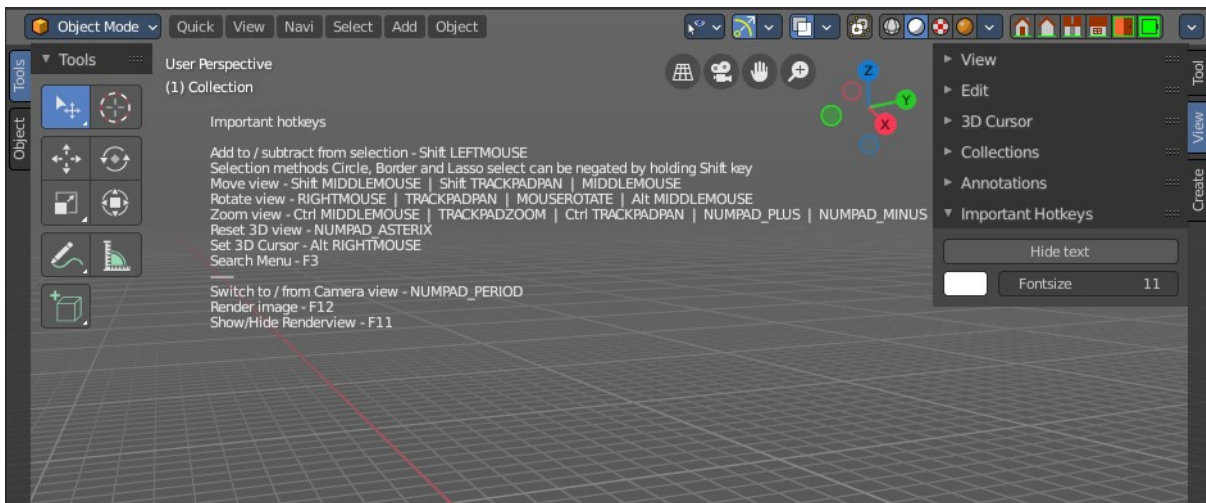 Object Mode Quick View Navi Select Add Object
Tools
Tools
Object
User Perspective
(1) Collection
Important hotkeys
Add to / subtract from selection - Shift LEFTMOUSE
Selection methods Circle, Border and Lasso select can be negated by holding Shift key
Move view - Shift MIDDLEMOUSE | Shift TRACKPADPAN | MIDDLEMOUSE
Rotate view - RIGHTMOUSE | TRACKPADPAN | MOUSEROTATE | Alt MIDDLEMOUSE
Zoom view - Ctrl MIDDLEMOUSE | TRACKPADZOOM | Ctrl TRACKPADPAN | NUMPAD_PLUS | NUMPAD_MINUS
Reset 3D view - NUMPAD_ASTERIX
Set 3D Cursor - Alt RIGHTMOUSE
Search Menu - F3
Switch to / from Camera view - NUMPAD_PERIOD
Render image - F12
Show/Hide Renderview - F11
Z
Y
X
View
Edit
3D Cursor
Collections
Annotations
Important Hotkeys
Hide text
Fontsize 11
Tool
View
Create